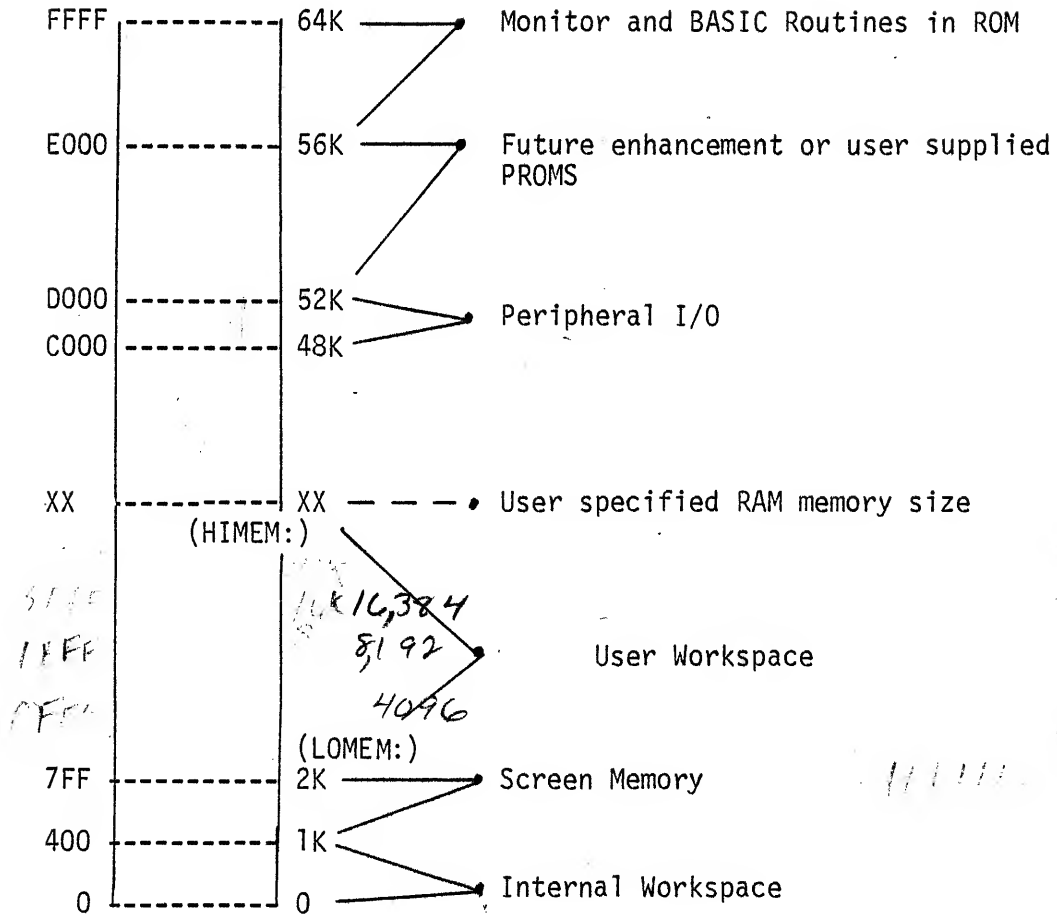 FFFF 64K Monitor and BASIC Routines in ROM
E000 56K Future enhancement or user supplied
PROMS
D000 52K Peripheral I/O
C000 48K
XX XX User specified RAM memory size
(HIMEM:)
16,384
1FFF 8,192 User Workspace
4096
(LOMEM:)
7FF 2K Screen Memory
400 1K
0 0 Internal Workspace